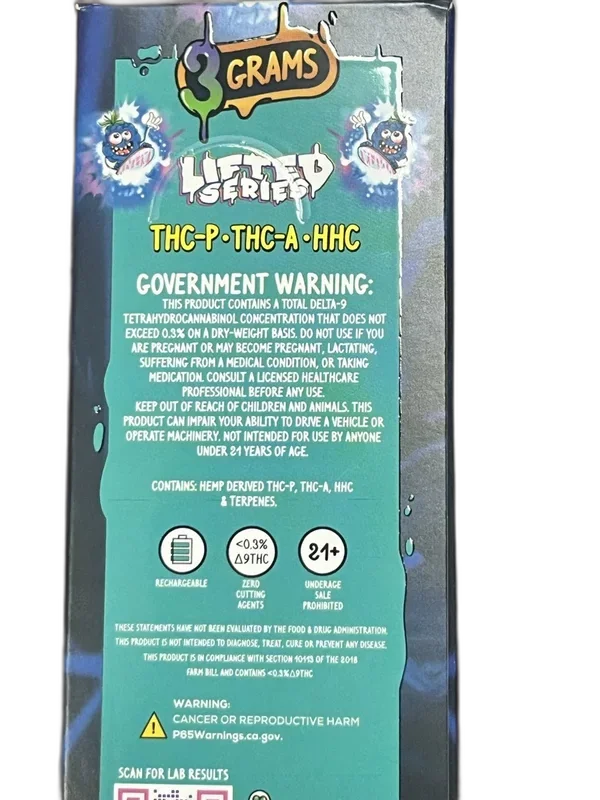 3 GRAMS
LIFTED
SERIES
THC-P•THC-A•HHC
GOVERNMENT WARNING:
THIS PRODUCT CONTAINS A TOTAL DELTA-9
TETRAHYDROCANNABINOL CONCENTRATION THAT DOES NOT
EXCEED 0.3% ON A DRY-WEIGHT BASIS. DO NOT USE IF YOU
ARE PREGNANT OR MAY BECOME PREGNANT, LACTATING,
SUFFERING FROM A MEDICAL CONDITION, OR TAKING
MEDICATION. CONSULT A LICENSED HEALTHCARE
PROFESSIONAL BEFORE ANY USE.
KEEP OUT OF REACH OF CHILDREN AND ANIMALS. THIS
PRODUCT CAN IMPAIR YOUR ABILITY TO DRIVE A VEHICLE OR
OPERATE MACHINERY. NOT INTENDED FOR USE BY ANYONE
UNDER 21 YEARS OF AGE.
CONTAINS: HEMP DERIVED THC-P, THC-A, HHC
& TERPENES.
<0.3%
Δ9THC
21+
RECHARGEABLE
ZERO
CUTTING
AGENTS
UNDERAGE
SALE
PROHIBITED
THESE STATEMENTS HAVE NOT BEEN EVALUATED BY THE FOOD & DRUG ADMINISTRATION.
THIS PRODUCT IS NOT INTENDED TO DIAGNOSE, TREAT, CURE OR PREVENT ANY DISEASE.
THIS PRODUCT IS IN COMPLIANCE WITH SECTION 10113 OF THE 2018
FARM BILL AND CONTAINS <0.3%Δ9THC
WARNING:
CANCER OR REPRODUCTIVE HARM
P65Warnings.ca.gov.
SCAN FOR LAB RESULTS